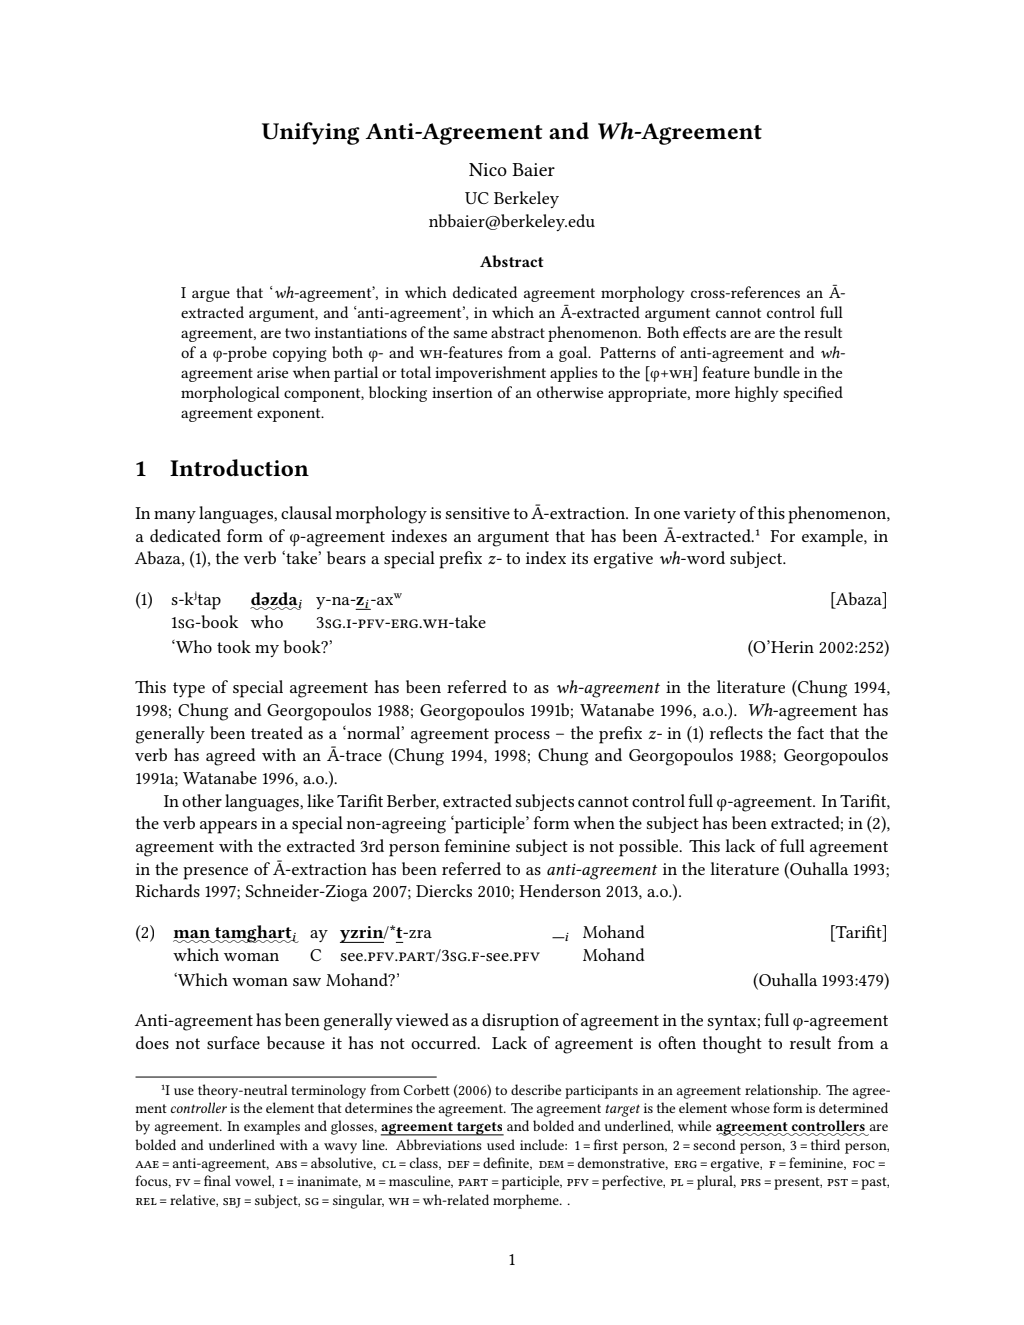 Unifying Anti-Agreement and Wh-Agreement
Nico Baier
UC Berkeley
nbbaier@berkeley.edu
Abstract
I argue that ‘wh-agreement’, in which dedicated agreement morphology cross-references an Ā-
extracted argument, and ‘anti-agreement’, in which an Ā-extracted argument cannot control full
agreement, are two instantiations of the same abstract phenomenon. Both effects are are the result
of a φ-probe copying both φ- and WH-features from a goal. Patterns of anti-agreement and wh-
agreement arise when partial or total impoverishment applies to the [φ+WH] feature bundle in the
morphological component, blocking insertion of an otherwise appropriate, more highly specified
agreement exponent.
1 Introduction
In many languages, clausal morphology is sensitive to Ā-extraction. In one variety of this phenomenon,
a dedicated form of φ-agreement indexes an argument that has been Ā-extracted.¹ For example, in
Abaza, (1), the verb ‘take’ bears a special prefix z- to index its ergative wh-word subject.
(1) s-kʲtap dəzdaᵢ y-na-zᵢ-axʷ [Abaza]
1SG-book who 3SG.I-PFV-ERG.WH-take
‘Who took my book?’ (O’Herin 2002:252)
This type of special agreement has been referred to as wh-agreement in the literature (Chung 1994,
1998; Chung and Georgopoulos 1988; Georgopoulos 1991b; Watanabe 1996, a.o.). Wh-agreement has
generally been treated as a ‘normal’ agreement process – the prefix z- in (1) reflects the fact that the
verb has agreed with an Ā-trace (Chung 1994, 1998; Chung and Georgopoulos 1988; Georgopoulos
1991a; Watanabe 1996, a.o.).
In other languages, like Tarifit Berber, extracted subjects cannot control full φ-agreement. In Tarifit,
the verb appears in a special non-agreeing ‘participle’ form when the subject has been extracted; in (2),
agreement with the extracted 3rd person feminine subject is not possible. This lack of full agreement
in the presence of Ā-extraction has been referred to as anti-agreement in the literature (Ouhalla 1993;
Richards 1997; Schneider-Zioga 2007; Diercks 2010; Henderson 2013, a.o.).
(2) man tamghartᵢ ay yzrin/*t-zra __ᵢ Mohand [Tarifit]
which woman C see.PFV.PART/3SG.F-see.PFV Mohand
‘Which woman saw Mohand?’ (Ouhalla 1993:479)
Anti-agreement has been generally viewed as a disruption of agreement in the syntax; full φ-agreement
does not surface because it has not occurred. Lack of agreement is often thought to result from a
¹I use theory-neutral terminology from Corbett (2006) to describe participants in an agreement relationship. The agree-
ment controller is the element that determines the agreement. The agreement target is the element whose form is determined
by agreement. In examples and glosses, agreement targets and bolded and underlined, while agreement controllers are
bolded and underlined with a wavy line. Abbreviations used include: 1 = first person, 2 = second person, 3 = third person,
AAE = anti-agreement, ABS = absolutive, CL = class, DEF = definite, DEM = demonstrative, ERG = ergative, F = feminine, FOC =
focus, FV = final vowel, I = inanimate, M = masculine, PART = participle, PFV = perfective, PL = plural, PRS = present, PST = past,
REL = relative, SBJ = subject, SG = singular, WH = wh-related morpheme. .
1